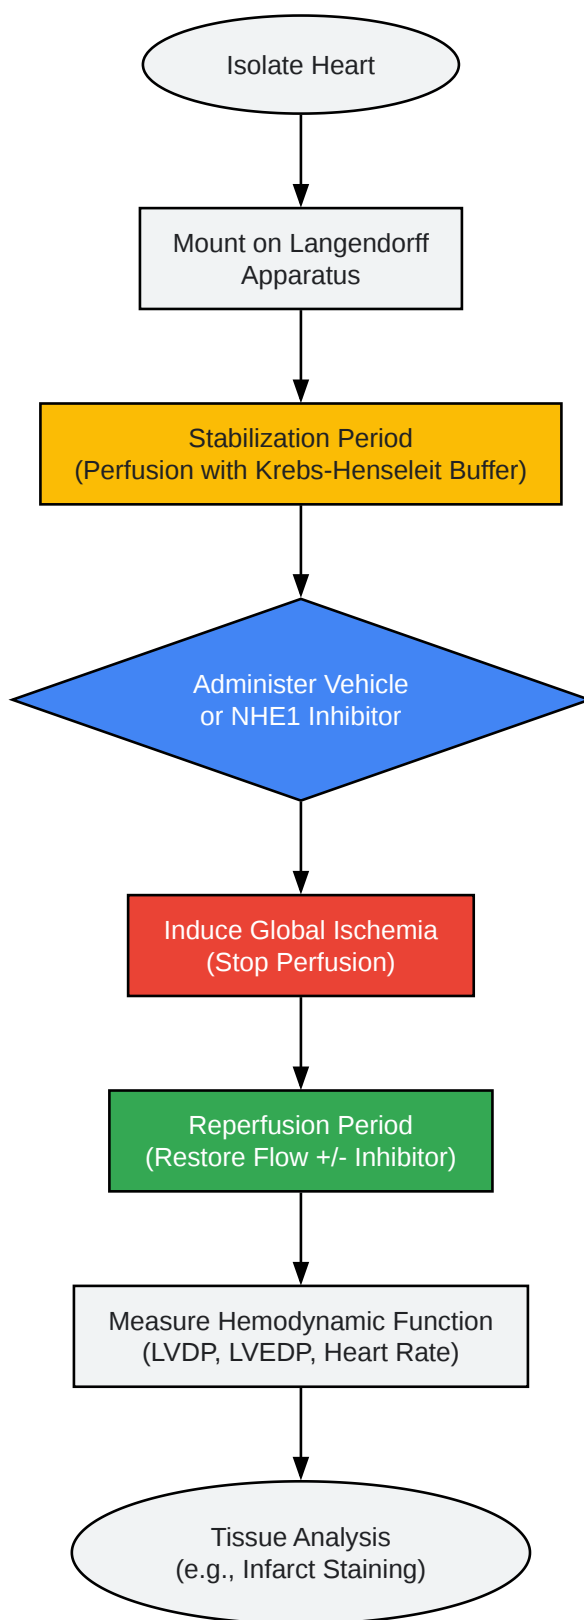 Isolate Heart
Mount on Langendorff
Apparatus
Stabilization Period
(Perfusion with Krebs-Henseleit Buffer)
Administer Vehicle
or NHE1 Inhibitor
Induce Global Ischemia
(Stop Perfusion)
Reperfusion Period
(Restore Flow +/- Inhibitor)
Measure Hemodynamic Function
(LVDP, LVEDP, Heart Rate)
Tissue Analysis
(e.g., Infarct Staining)